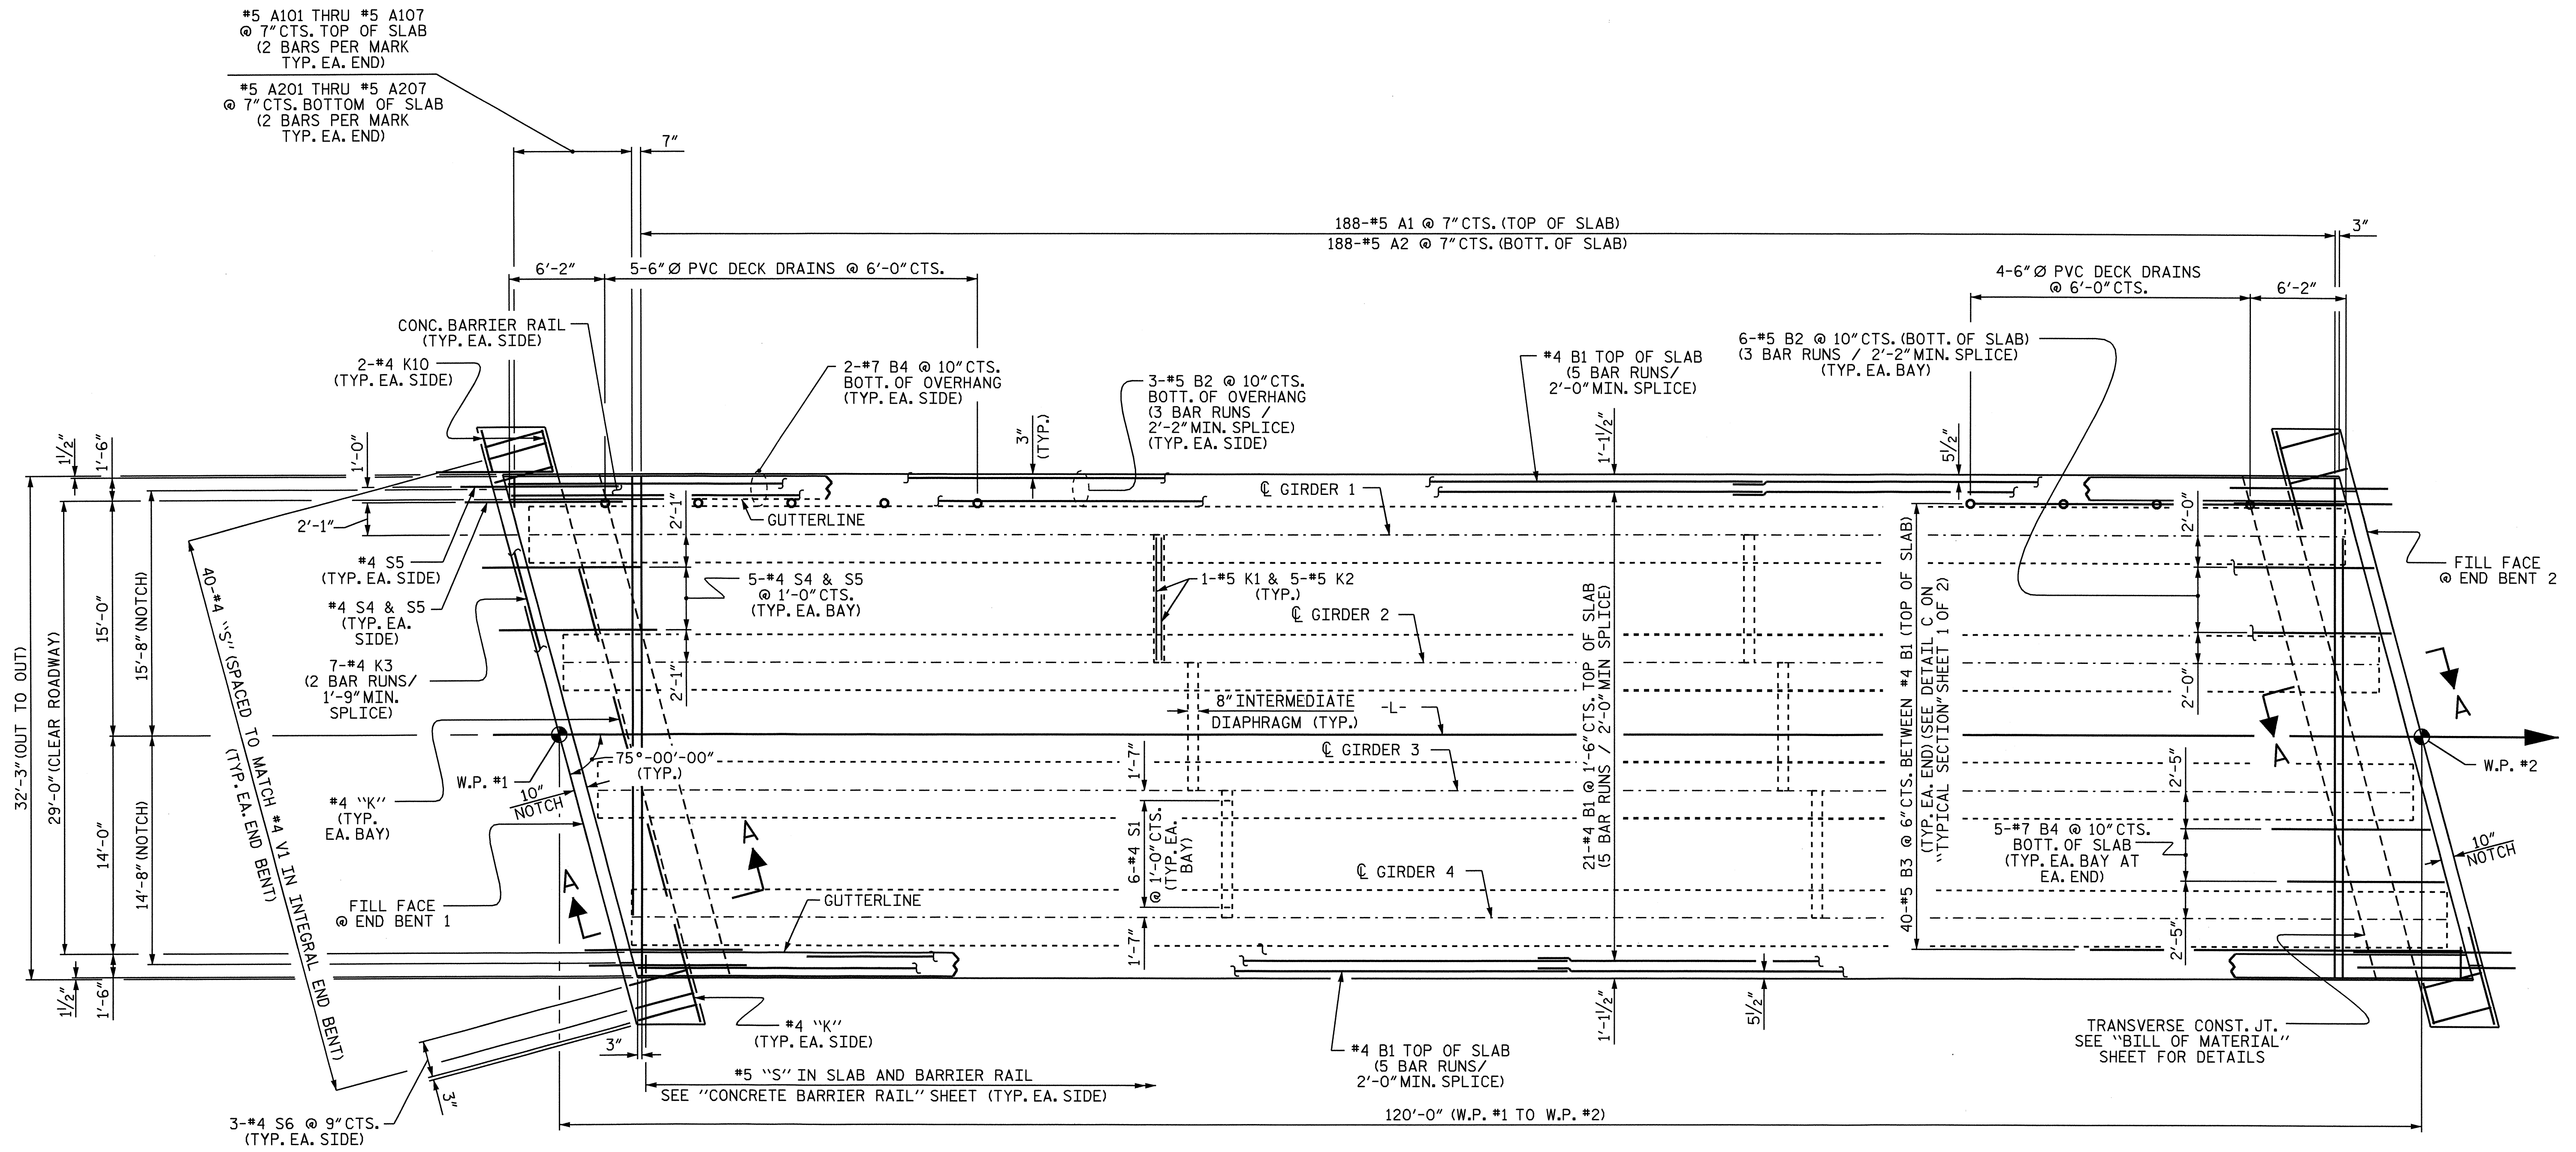 #5 A101 THRU #5 A107
@ 7" CTS. TOP OF SLAB
(2 BARS PER MARK
TYP. EA. END)
#5 A201 THRU #5 A207
@ 7" CTS. BOTTOM OF SLAB
(2 BARS PER MARK
TYP. EA. END)
7"
188-#5 A1 @ 7" CTS. (TOP OF SLAB)
188-#5 A2 @ 7" CTS. (BOTT. OF SLAB)
3"
6'-2"
5-6" Ø PVC DECK DRAINS @ 6'-0" CTS.
4-6" Ø PVC DECK DRAINS
@ 6'-0" CTS.
6'-2"
CONC. BARRIER RAIL
(TYP. EA. SIDE)
2-#4 K10
(TYP. EA. SIDE)
2-#7 B4 @ 10" CTS.
BOTT. OF OVERHANG
(TYP. EA. SIDE)
3-#5 B2 @ 10" CTS.
BOTT. OF OVERHANG
(3 BAR RUNS /
2'-2" MIN. SPLICE)
(TYP. EA. SIDE)
3"
(TYP.)
#4 B1 TOP OF SLAB
(5 BAR RUNS/
2'-0" MIN. SPLICE)
6-#5 B2 @ 10" CTS. (BOTT. OF SLAB)
(3 BAR RUNS / 2'-2" MIN. SPLICE)
(TYP. EA. BAY)
1'-1½"
5½"
1½"
1'-6"
1'-0"
2'-1"
2'-1"
2'-1"
GUTTERLINE
℄ GIRDER 1
2'-0"
2'-0"
FILL FACE
@ END BENT 2
#4 S5
(TYP. EA. SIDE)
#4 S4 & S5
(TYP. EA.
SIDE)
7-#4 K3
(2 BAR RUNS/
1'-9" MIN.
SPLICE)
5-#4 S4 & S5
@ 1'-0" CTS.
(TYP. EA. BAY)
1-#5 K1 & 5-#5 K2
(TYP.)
℄ GIRDER 2
8" INTERMEDIATE
DIAPHRAGM (TYP.)
-L-
℄ GIRDER 3
32'-3" (OUT TO OUT)
29'-0" (CLEAR ROADWAY)
15'-0"
14'-0"
15'-8" (NOTCH)
14'-8" (NOTCH)
40-#4 "S" (SPACED TO MATCH #4 V1 IN INTEGRAL END BENT)
(TYP. EA. END BENT)
75°-00'-00"
(TYP.)
W.P. #1
10"
NOTCH
#4 "K"
(TYP.
EA. BAY)
A
A
1'-7"
6-#4 S1
@ 1'-0" CTS.
(TYP. EA.
BAY)
1'-7"
21-#4 B1 @ 1'-6" CTS. TOP OF SLAB
(5 BAR RUNS / 2'-0" MIN SPLICE)
40-#5 B3 @ 6" CTS. BETWEEN #4 B1 (TOP OF SLAB)
(TYP. EA. END) (SEE DETAIL C ON
"TYPICAL SECTION" SHEET 1 OF 2)
A
A
W.P. #2
2'-5"
5-#7 B4 @ 10" CTS.
BOTT. OF SLAB
(TYP. EA. BAY AT
EA. END)
2'-5"
10"
NOTCH
℄ GIRDER 4
FILL FACE
@ END BENT 1
GUTTERLINE
1½"
1'-6"
#4 "K"
(TYP. EA. SIDE)
3"
3"
#5 "S" IN SLAB AND BARRIER RAIL
SEE "CONCRETE BARRIER RAIL" SHEET (TYP. EA. SIDE)
1'-1½"
5½"
#4 B1 TOP OF SLAB
(5 BAR RUNS/
2'-0" MIN. SPLICE)
TRANSVERSE CONST. JT.
SEE "BILL OF MATERIAL"
SHEET FOR DETAILS
3-#4 S6 @ 9" CTS.
(TYP. EA. SIDE)
120'-0" (W.P. #1 TO W.P. #2)